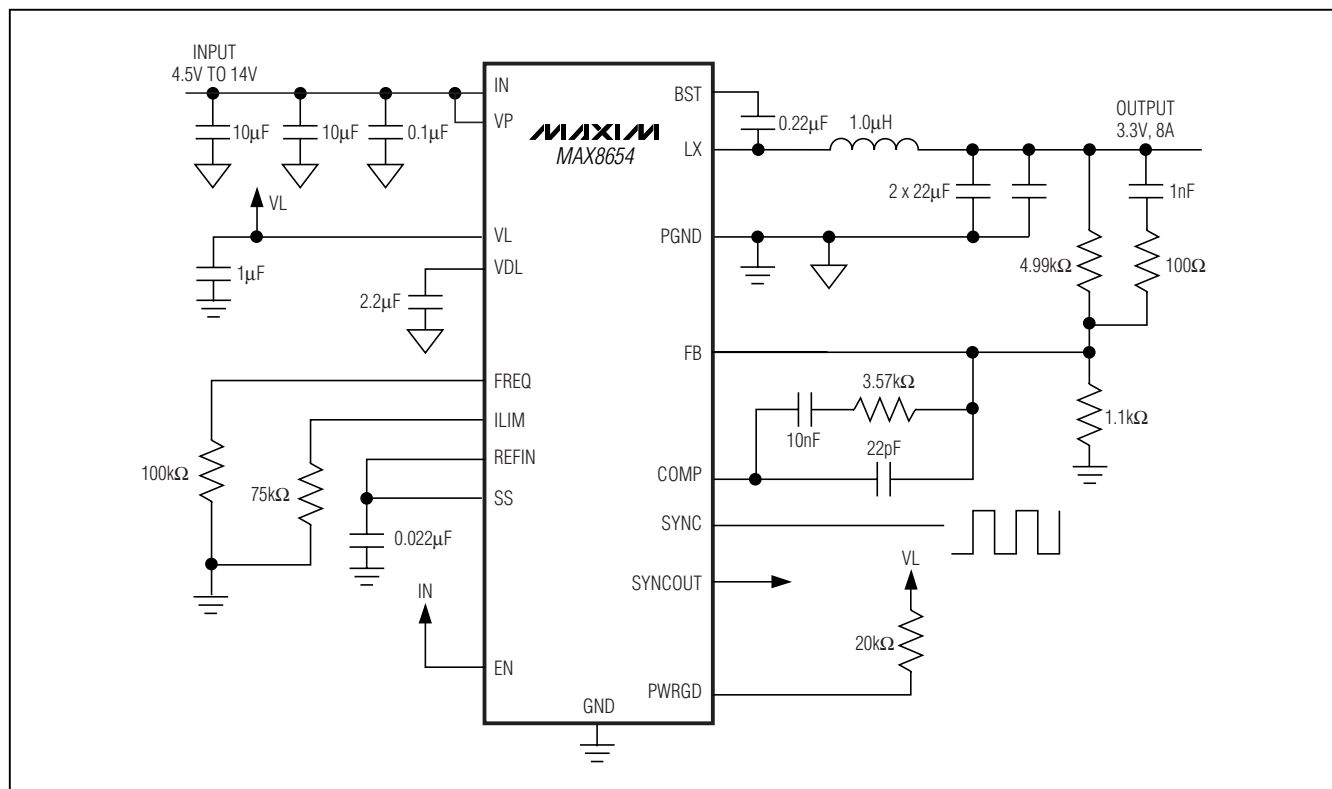 INPUT
4.5V TO 14V
10µF
10µF
0.1µF
VL
1µF
2.2µF
100kΩ
75kΩ
0.022µF
IN
IN
VP
VL
VDL
FREQ
ILIM
REFIN
SS
EN
MAXIM
MAX8654
GND
BST
LX
PGND
FB
COMP
SYNC
SYNCOUT
PWRGD
0.22µF
1.0µH
OUTPUT
3.3V, 8A
2 x 22µF
1nF
4.99kΩ
100Ω
3.57kΩ
10nF
22pF
1.1kΩ
VL
20kΩ